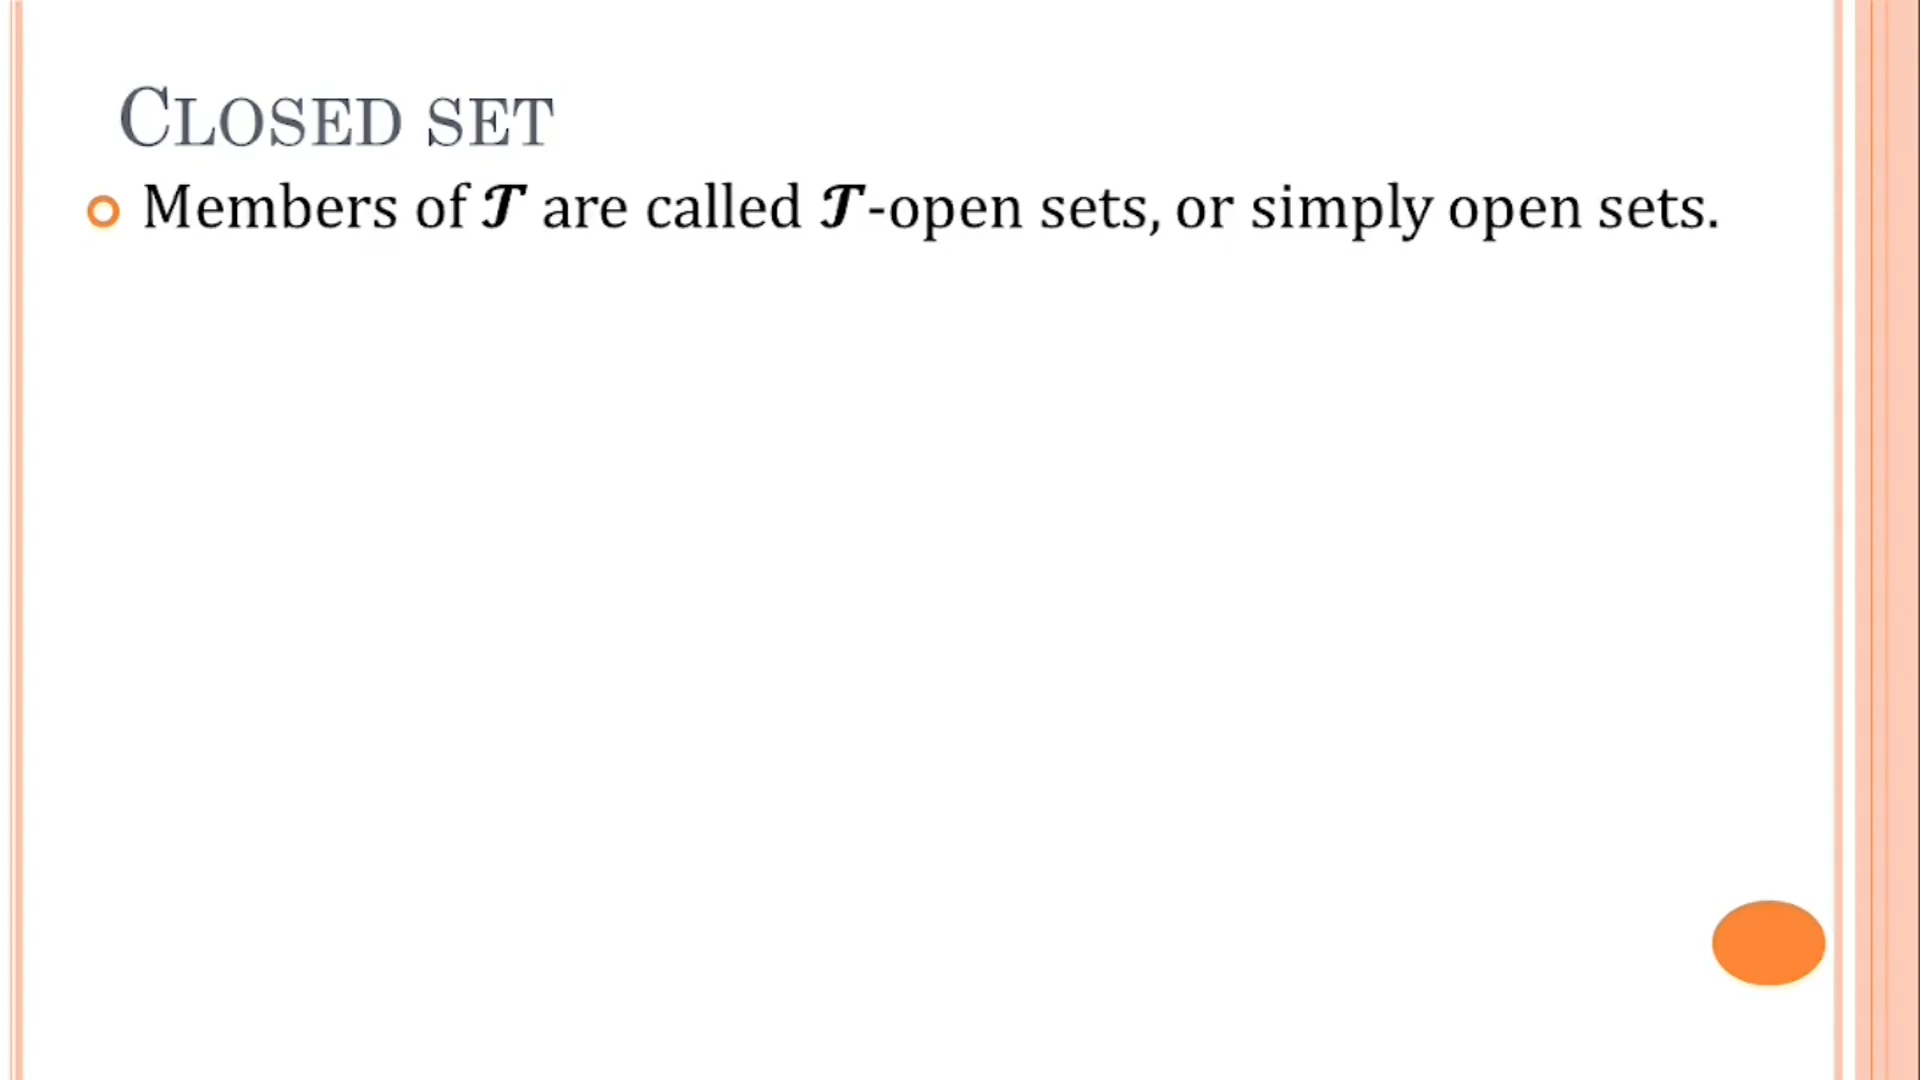 CLOSED SET
Members of 𝓣 are called 𝓣-open sets, or simply open sets.